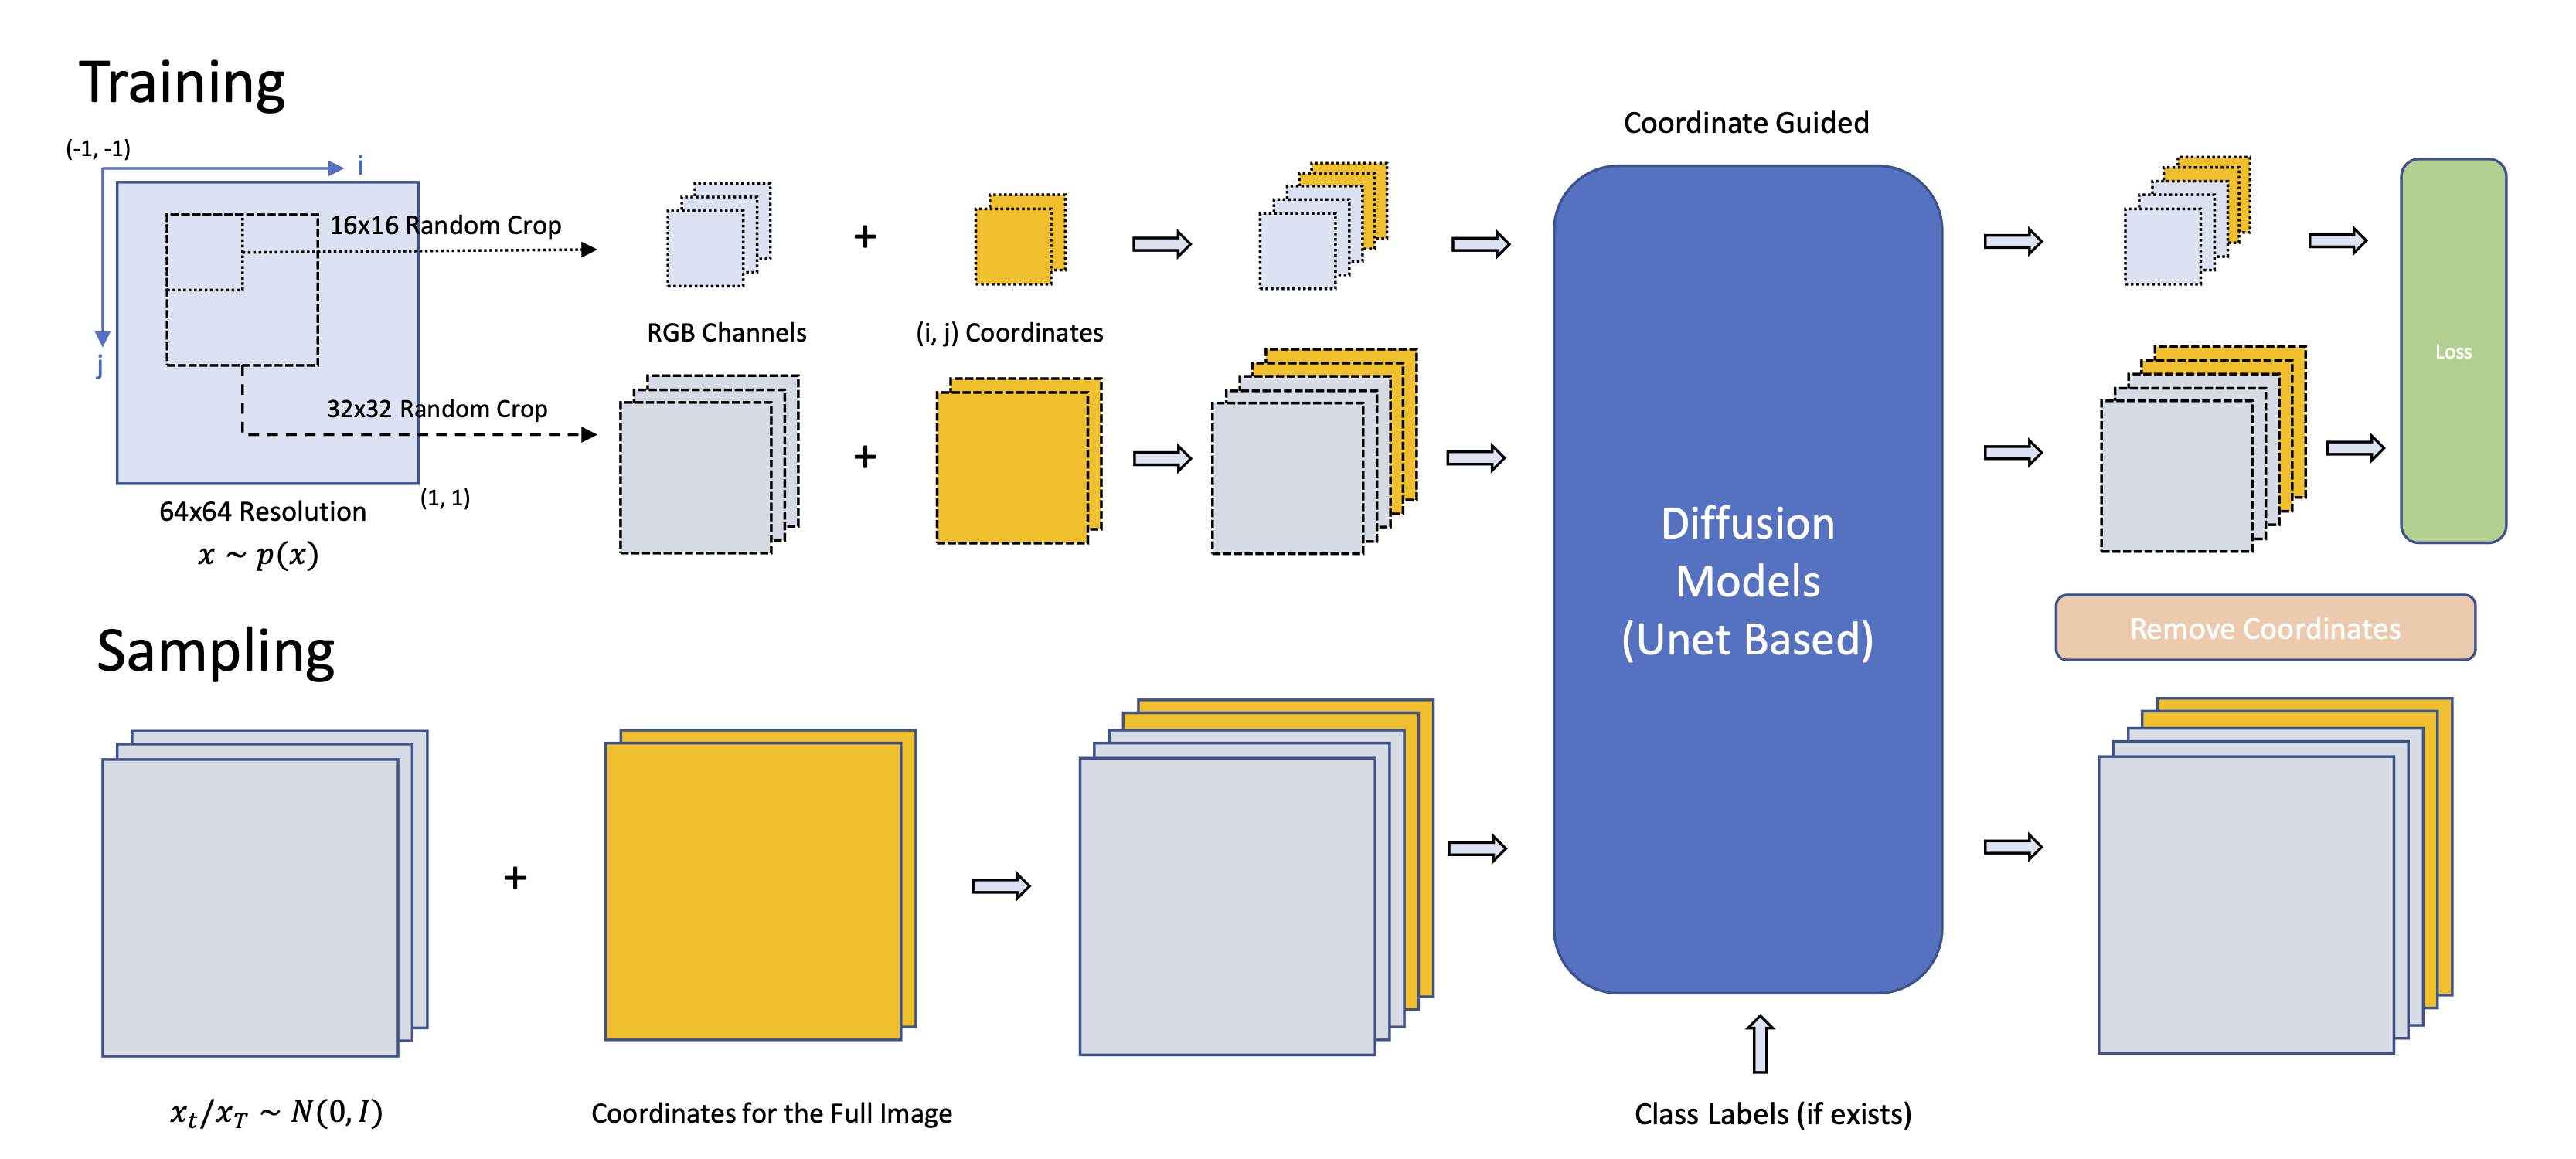 Training
(-1, -1)
i
j
16x16 Random Crop
32x32 Random Crop
(1, 1)
64x64 Resolution
x ~ p(x)
RGB Channels
+
(i, j) Coordinates
+
Coordinate Guided
Diffusion
Models
(Unet Based)
Loss
Remove Coordinates
Sampling
+
x_t/x_T ~ N(0, I)
Coordinates for the Full Image
Class Labels (if exists)